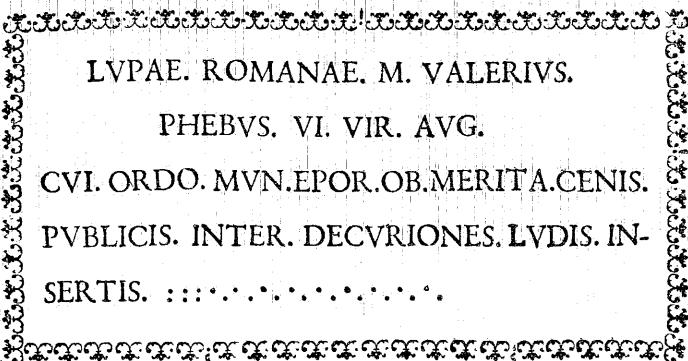 LVPAE. ROMANAE. M. VALERIVS.
PHEBVS. VI. VIR. AVG.
CVI. ORDO. MVN.EPOR.OB.MERITA.CENIS.
PVBLICIS. INTER. DECVRIONES. LVDIS. IN-
SERTIS. ::::·.·.·.·.·.·.·.·.